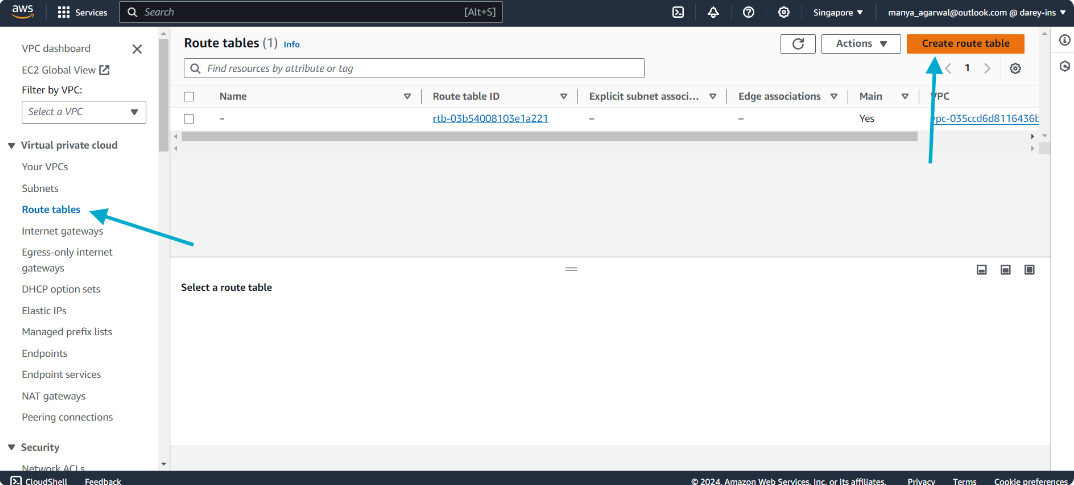 aws Services Search [Alt+S] Singapore manya_agarwal@outlook.com @ darey-ins
VPC dashboard
EC2 Global View
Filter by VPC:
Select a VPC
Virtual private cloud
Your VPCs
Subnets
Route tables
Internet gateways
Egress-only internet
gateways
DHCP option sets
Elastic IPs
Managed prefix lists
Endpoints
Endpoint services
NAT gateways
Peering connections
Security
Network ACLs
Route tables (1) Info
Actions Create route table
Find resources by attribute or tag 1
Name Route table ID Explicit subnet associ... Edge associations Main VPC
– rtb-03b54008103e1a221 – – Yes vpc-035ccd6d8116436b
Select a route table
CloudShell Feedback © 2024, Amazon Web Services, Inc. or its affiliates. Privacy Terms Cookie preferences